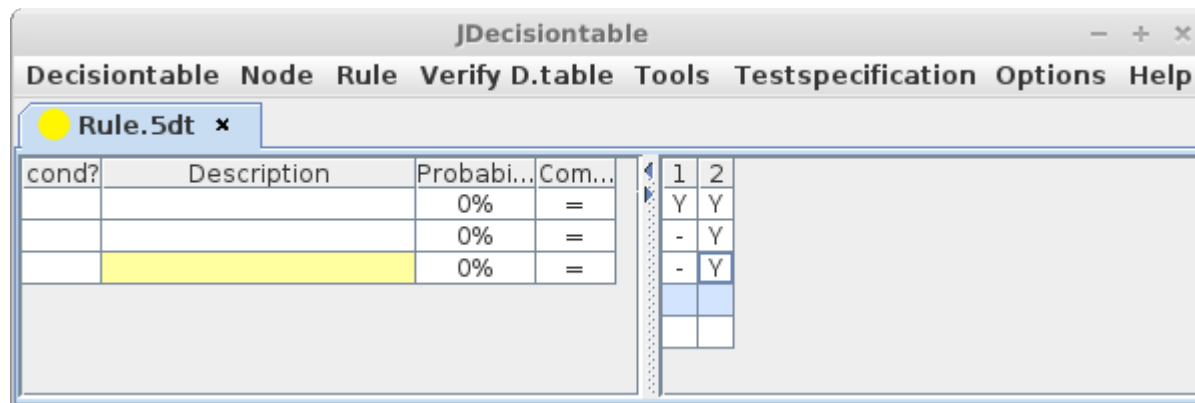 JDecisiontable
Decisiontable Node Rule Verify D.table Tools Testspecification Options Help
Rule.5dt ×
cond? Description Probabi... Com... 1 2
0% = Y Y
0% = - Y
0% = - Y